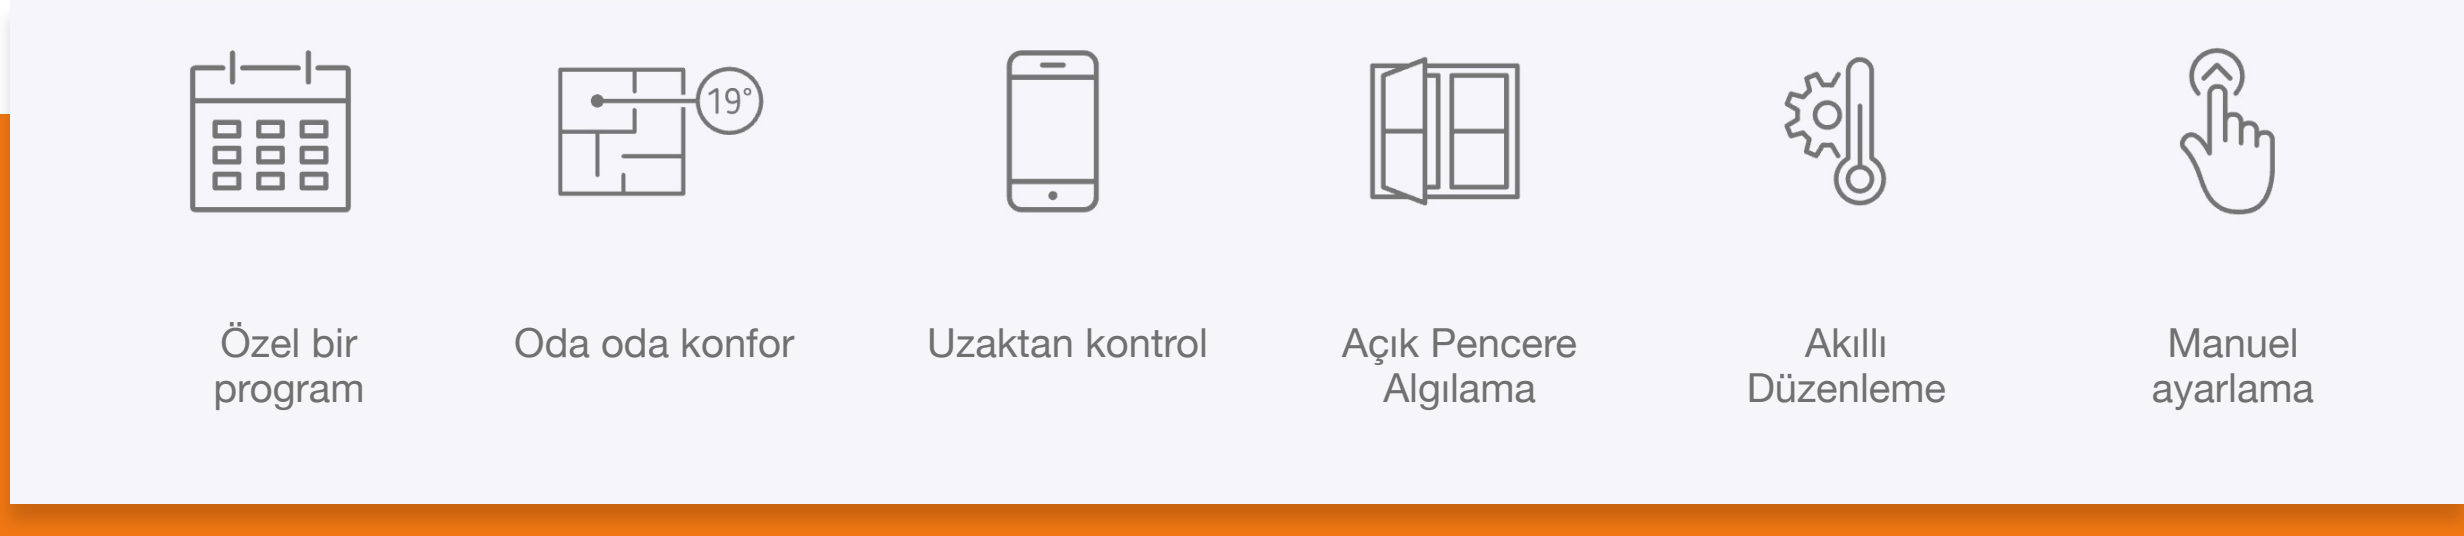 19°
Özel bir
program
Oda oda konfor
Uzaktan kontrol
Açık Pencere
Algılama
Akıllı
Düzenleme
Manuel
ayarlama